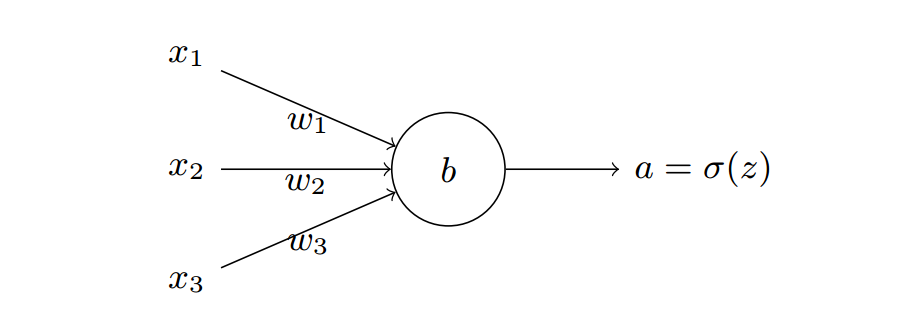 x₁
w₁
x₂
w₂
b
a = σ(z)
w₃
x₃